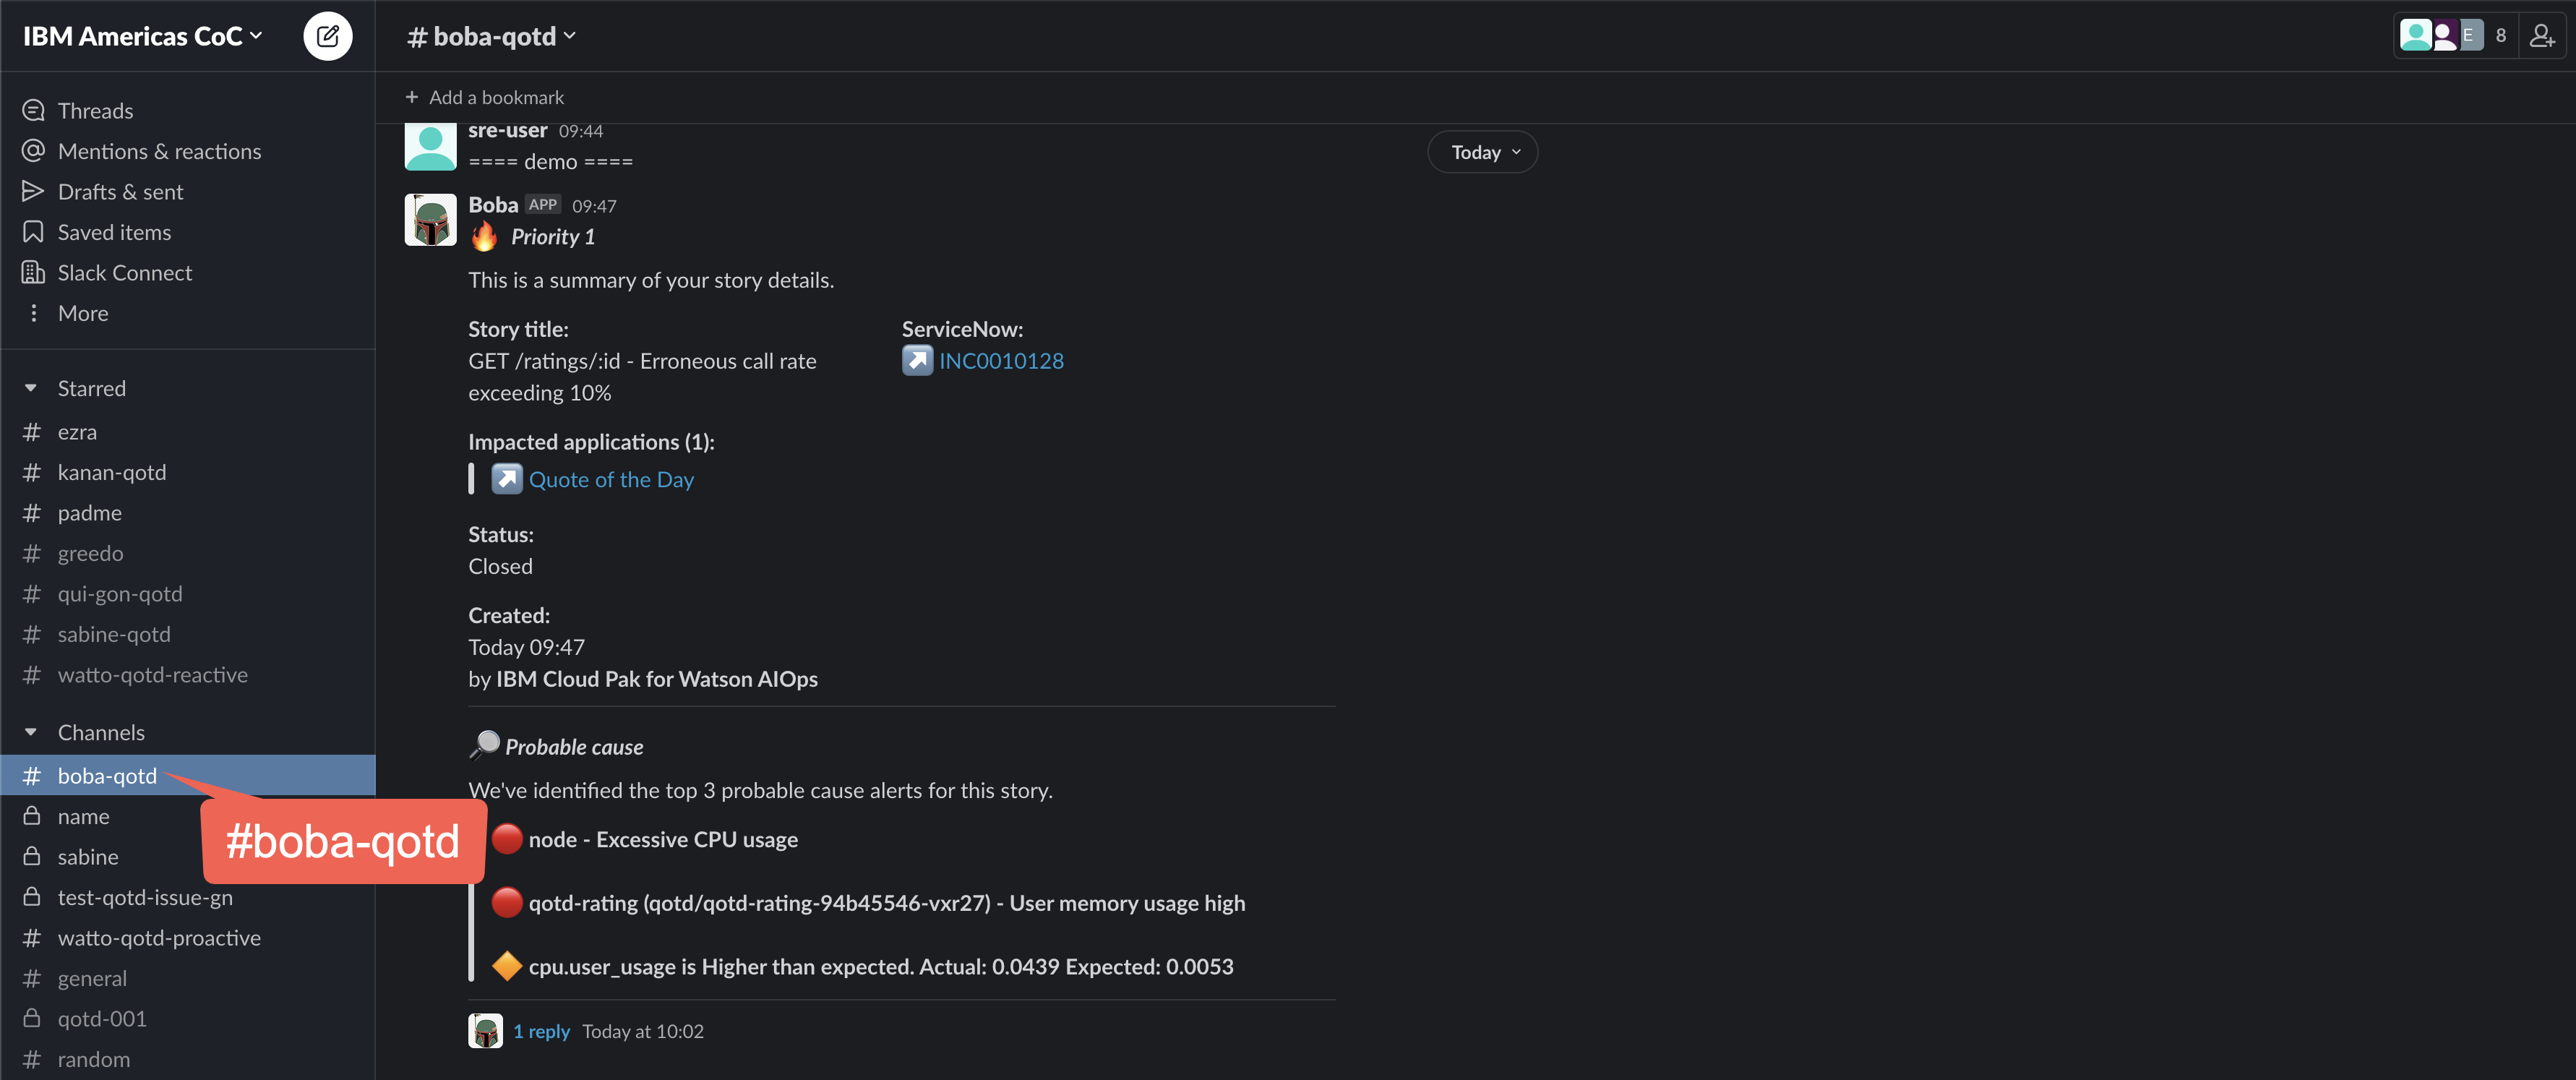 IBM Americas CoC
Threads
Mentions & reactions
Drafts & sent
Saved items
Slack Connect
More
Starred
# ezra
# kanan-qotd
# padme
# greedo
# qui-gon-qotd
# sabine-qotd
# watto-qotd-reactive
Channels
# boba-qotd
name
sabine
test-qotd-issue-gn
# watto-qotd-proactive
# general
qotd-001
# random
#boba-qotd
# boba-qotd
E 8
+ Add a bookmark
Today
sre-user 09:44
==== demo ====
Boba APP 09:47
Priority 1
This is a summary of your story details.
Story title:
GET /ratings/:id - Erroneous call rate
exceeding 10%
ServiceNow:
INC0010128
Impacted applications (1):
Quote of the Day
Status:
Closed
Created:
Today 09:47
by IBM Cloud Pak for Watson AIOps
Probable cause
We've identified the top 3 probable cause alerts for this story.
node - Excessive CPU usage
qotd-rating (qotd/qotd-rating-94b45546-vxr27) - User memory usage high
cpu.user_usage is Higher than expected. Actual: 0.0439 Expected: 0.0053
1 reply Today at 10:02